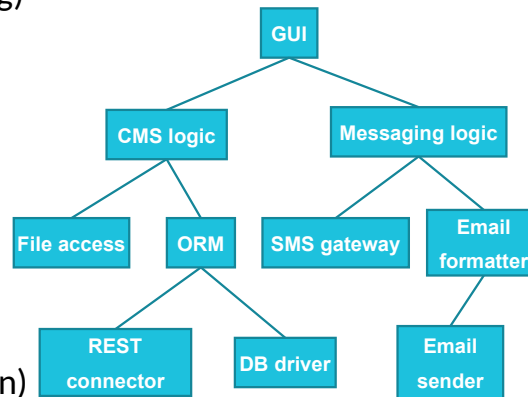 g)
GUI
CMS logic
Messaging logic
File access
ORM
SMS gateway
Email
formatter
REST
connector
DB driver
Email
sender
n)